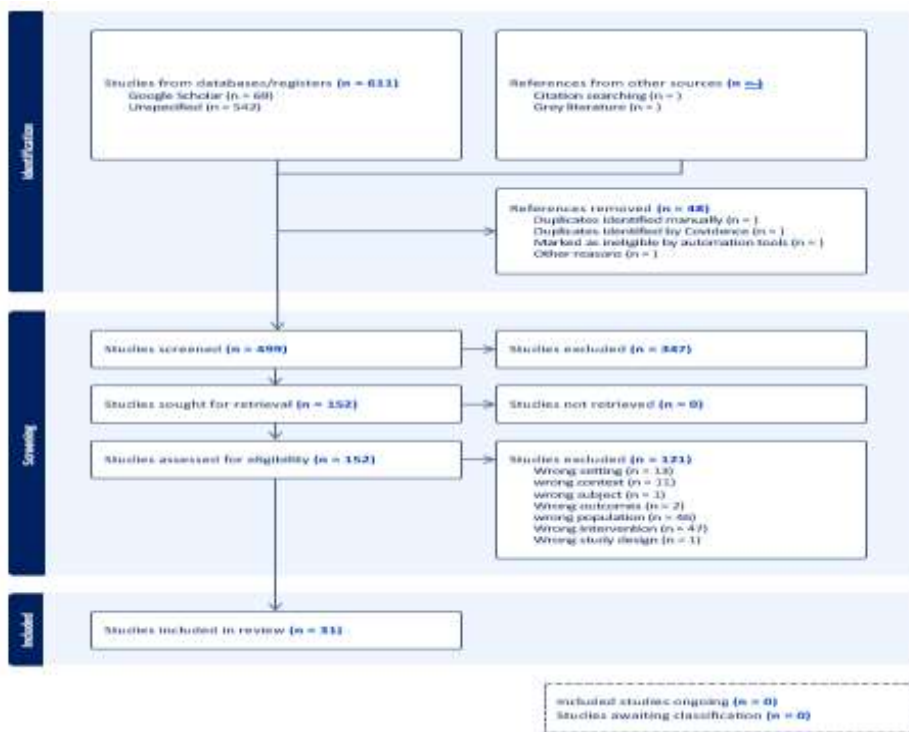 Identification
Studies from databases/registers (n = 611)
Google Scholar (n = 69)
Unspecified (n = 542)
References from other sources (n = )
Citation searching (n = )
Grey literature (n = )
References removed (n = 48)
Duplicates identified manually (n = )
Duplicates identified by Covidence (n = )
Marked as ineligible by automation tools (n = )
Other reasons (n = )
Screening
Studies screened (n = 499)
Studies excluded (n = 347)
Studies sought for retrieval (n = 152)
Studies not retrieved (n = 0)
Studies assessed for eligibility (n = 152)
Studies excluded (n = 121)
Wrong setting (n = 13)
wrong context (n = 11)
wrong subject (n = 1)
Wrong outcomes (n = 2)
wrong population (n = 46)
Wrong intervention (n = 47)
Wrong study design (n = 1)
Included
Studies included in review (n = 31)
Included studies ongoing (n = 0)
Studies awaiting classification (n = 0)